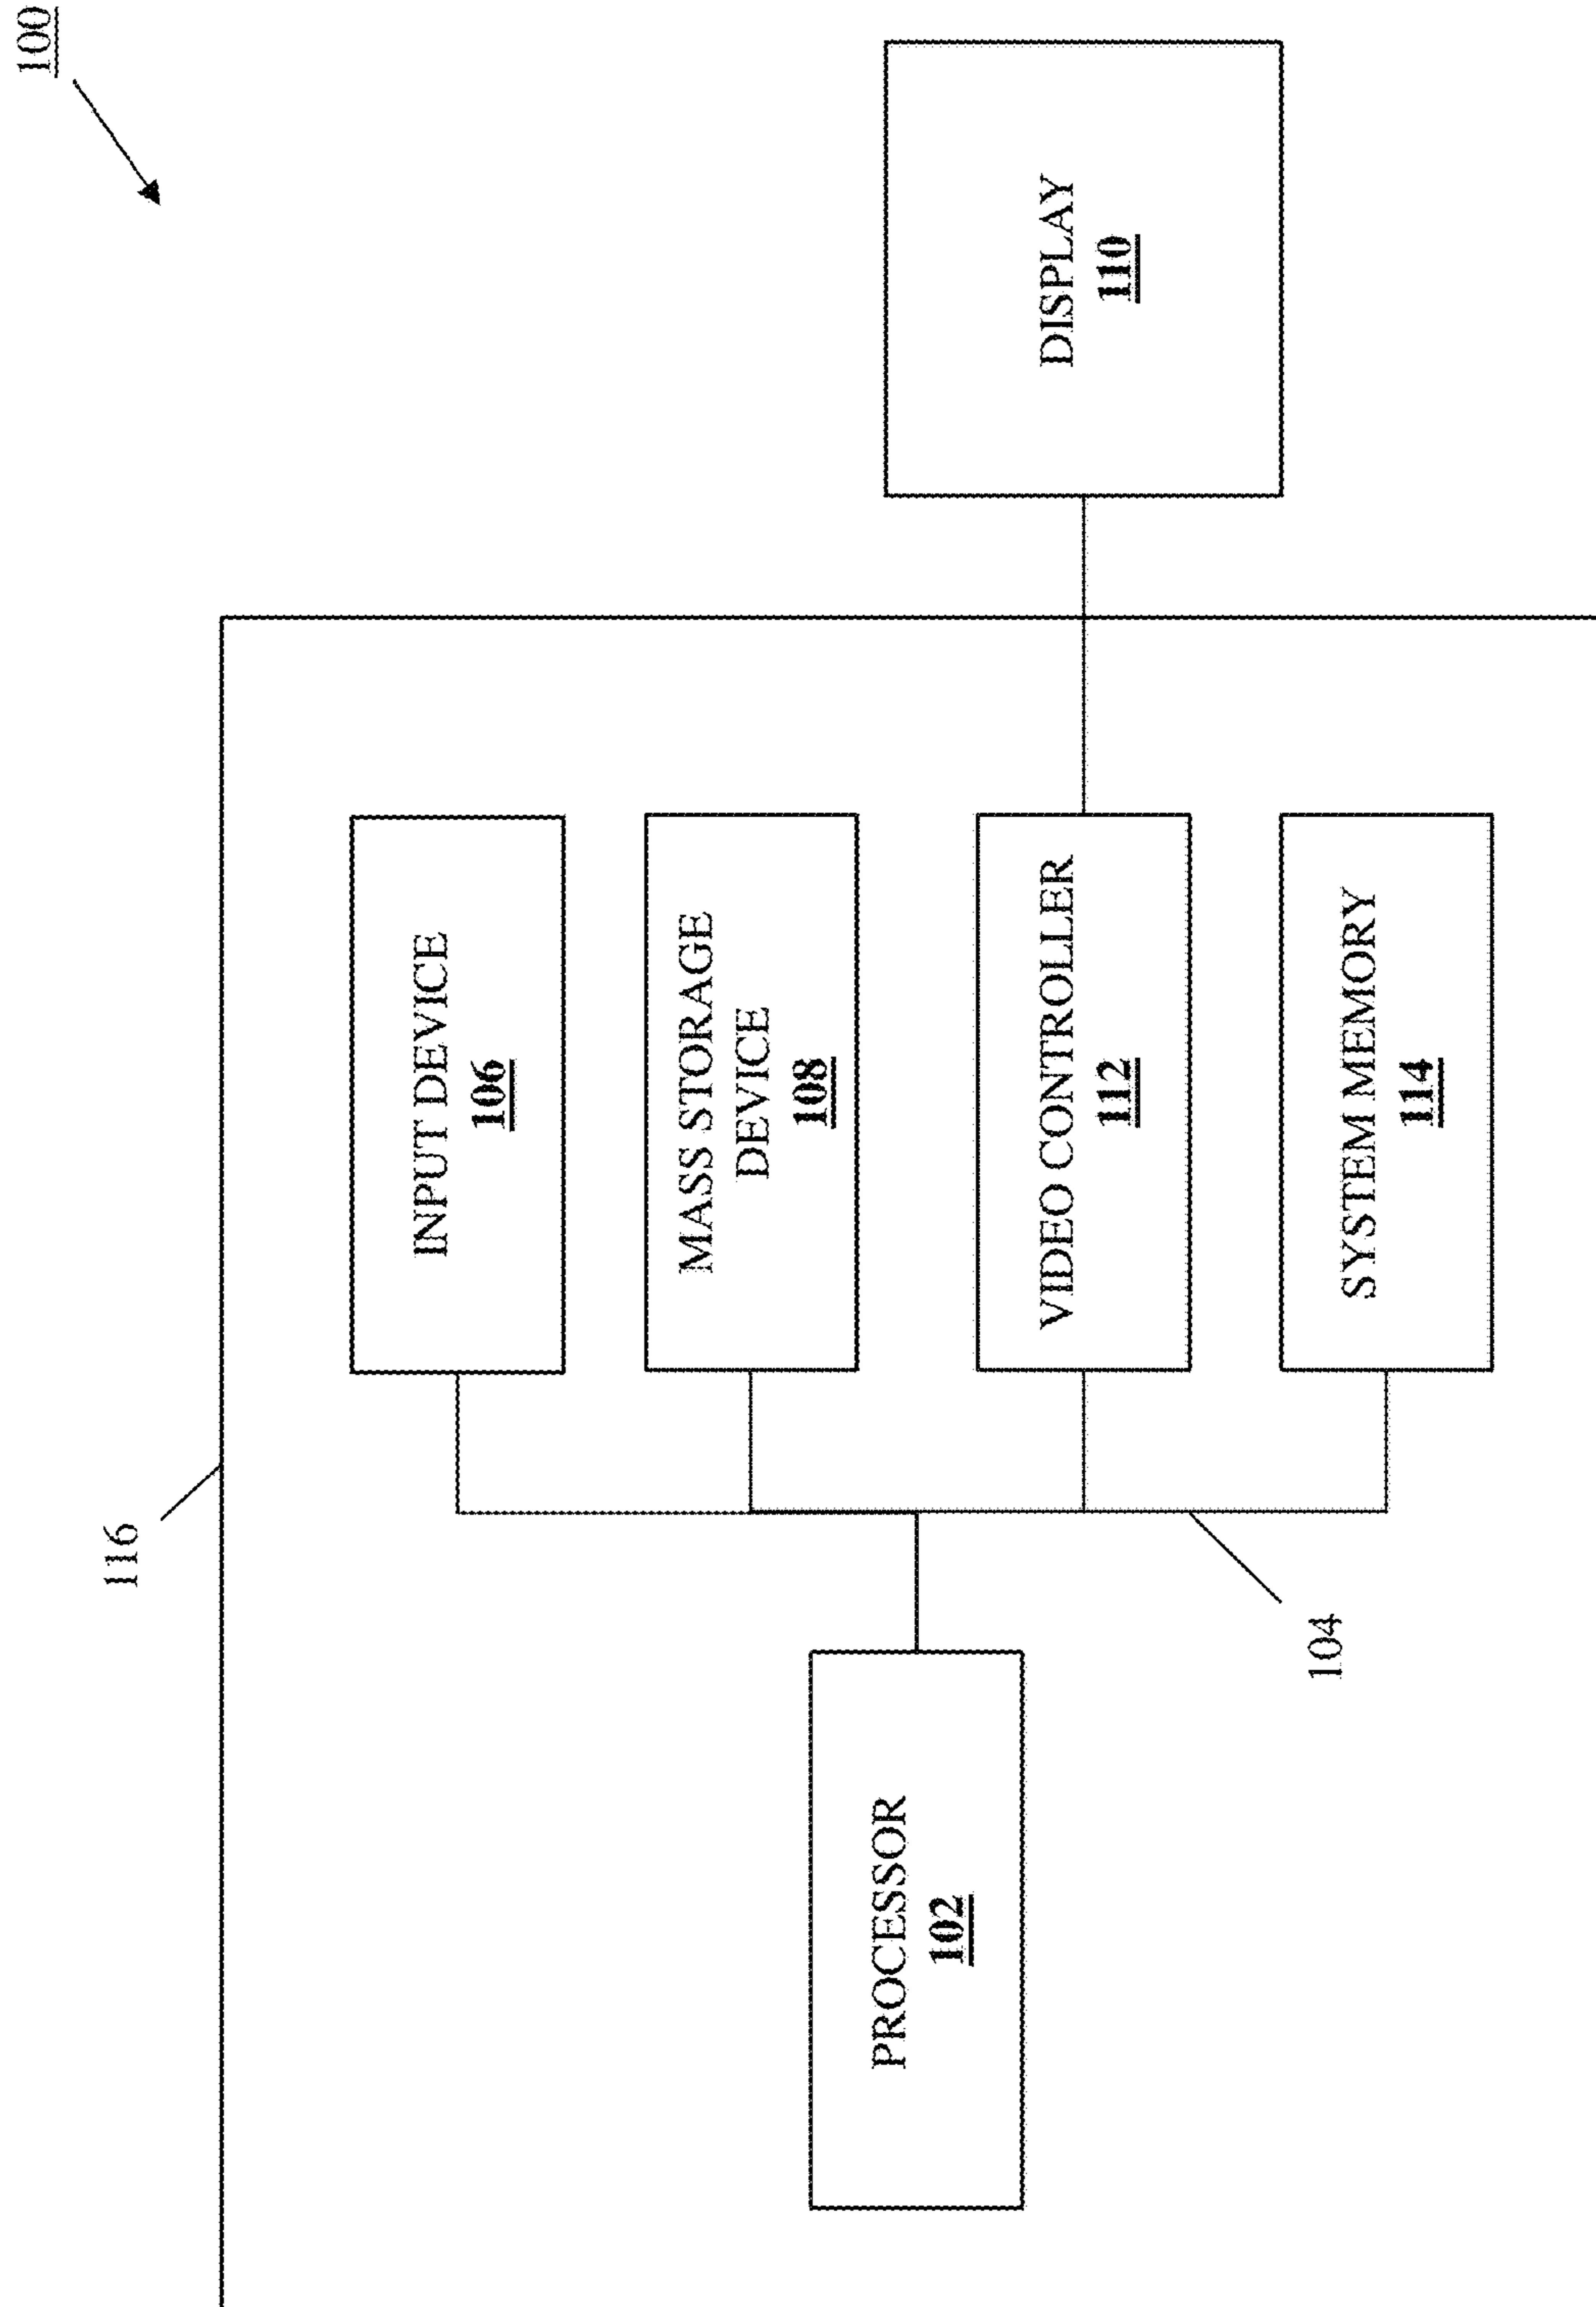 100
116
INPUT DEVICE
106
MASS STORAGE
DEVICE
108
PROCESSOR
102
VIDEO CONTROLLER
112
DISPLAY
110
SYSTEM MEMORY
114
104